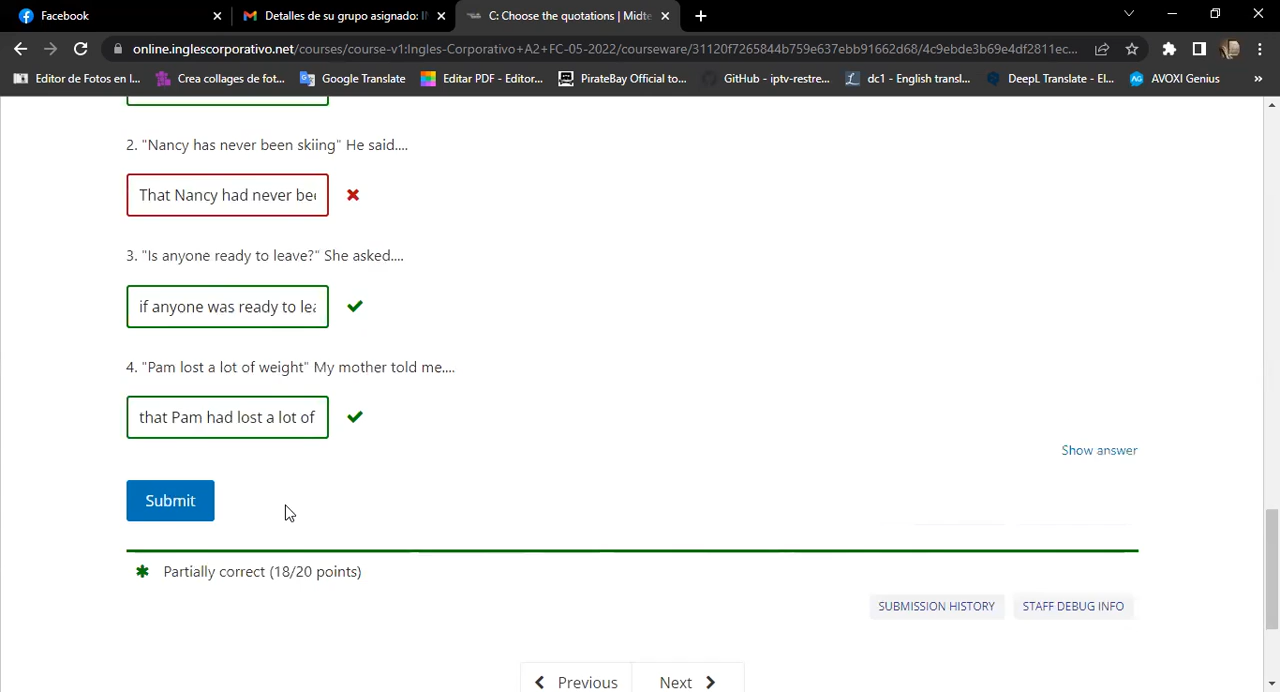 Facebook
Detalles de su grupo asignado: I
C: Choose the quotations | Midte
online.inglescorporativo.net/courses/course-v1:Ingles-Corporativo+A2+FC-05-2022/courseware/31120f7265844b759e637ebb91662d68/4c9ebde3b69e4df2811ec...
Editor de Fotos en l...
Crea collages de fot...
Google Translate
Editar PDF - Editor...
PirateBay Official to...
GitHub - iptv-restre...
dc1 - English transl...
DeepL Translate - El...
AVOXI Genius
»
2. "Nancy has never been skiing" He said....
That Nancy had never bee
3. "Is anyone ready to leave?" She asked....
if anyone was ready to lea
4. "Pam lost a lot of weight" My mother told me....
that Pam had lost a lot of
Show answer
Submit
Partially correct (18/20 points)
SUBMISSION HISTORY
STAFF DEBUG INFO
Previous
Next